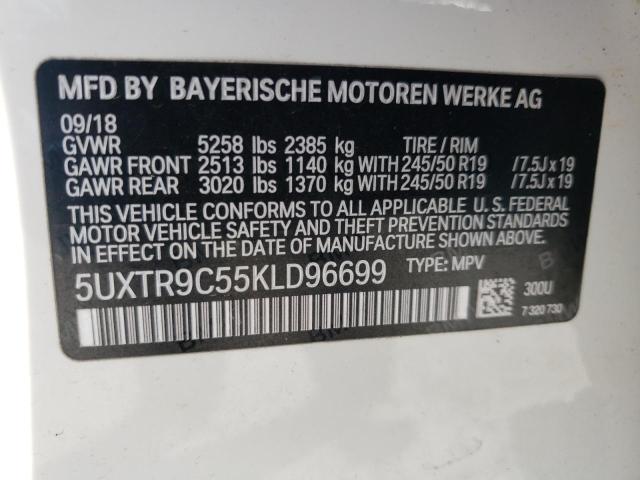 MFD BY BAYERISCHE MOTOREN WERKE AG
09/18
GVWR 5258 lbs 2385 kg TIRE / RIM
GAWR FRONT 2513 lbs 1140 kg WITH 245/50 R19 /7.5J x 19
GAWR REAR 3020 lbs 1370 kg WITH 245/50 R19 /7.5J x 19
THIS VEHICLE CONFORMS TO ALL APPLICABLE U. S. FEDERAL
MOTOR VEHICLE SAFETY AND THEFT PREVENTION STANDARDS
IN EFFECT ON THE DATE OF MANUFACTURE SHOWN ABOVE.
5UXTR9C55KLD96699 TYPE: MPV
300U
7 320 730